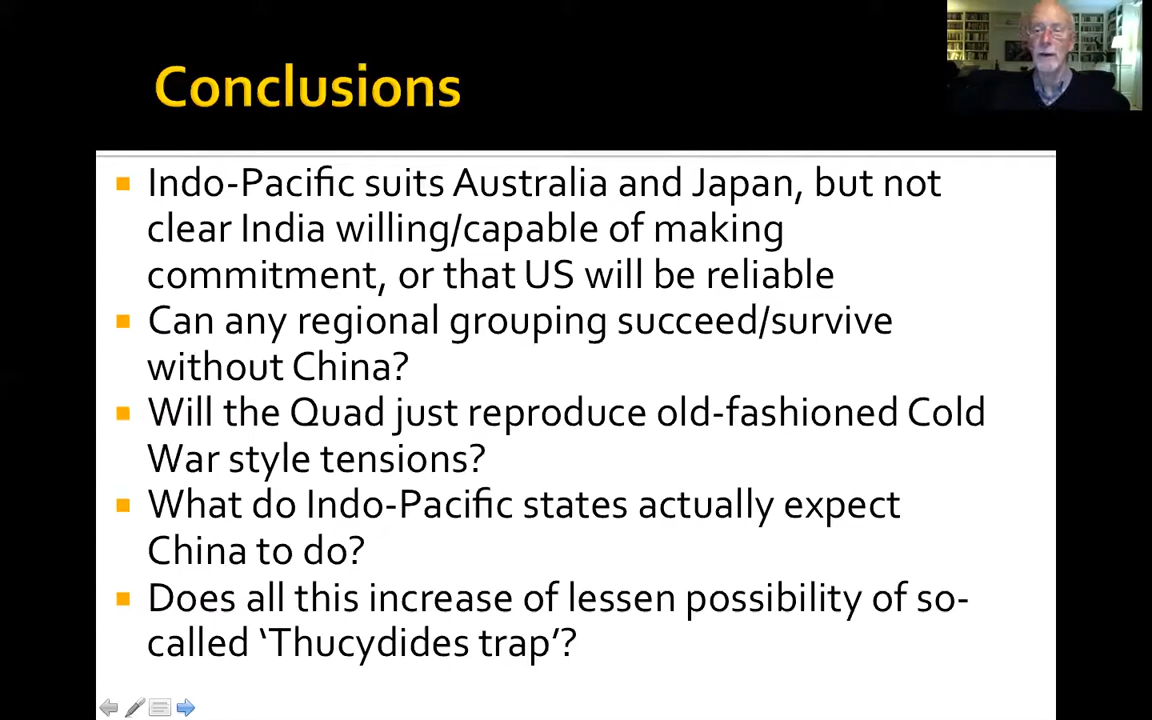 Conclusions
Indo-Pacific suits Australia and Japan, but not
clear India willing/capable of making
commitment, or that US will be reliable
Can any regional grouping succeed/survive
without China?
Will the Quad just reproduce old-fashioned Cold
War style tensions?
What do Indo-Pacific states actually expect
China to do?
Does all this increase of lessen possibility of so-
called ‘Thucydides trap’?